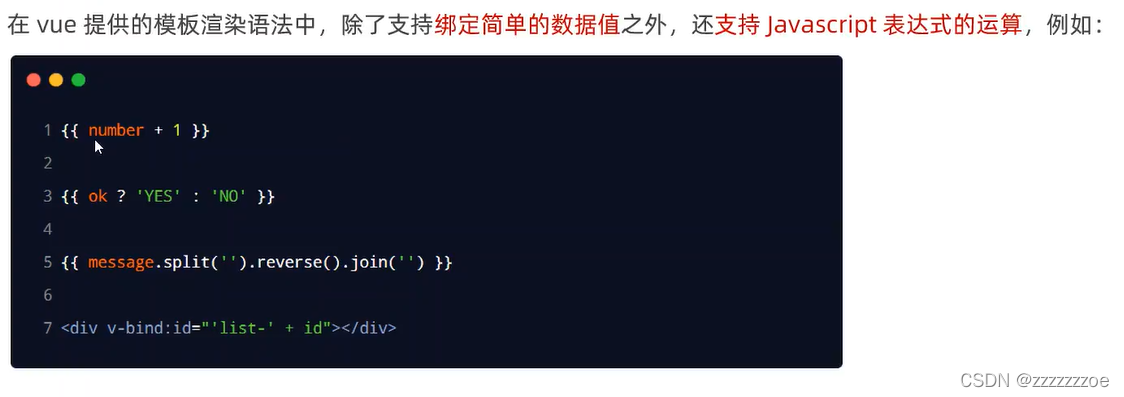 在 vue 提供的模板渲染语法中，除了支持绑定简单的数据值之外，还支持 Javascript 表达式的运算，例如：
1 {{ number + 1 }}
2
3 {{ ok ? 'YES' : 'NO' }}
4
5 {{ message.split('').reverse().join('') }}
6
7 <div v-bind:id="'list-' + id"></div>
CSDN @zzzzzzzoe